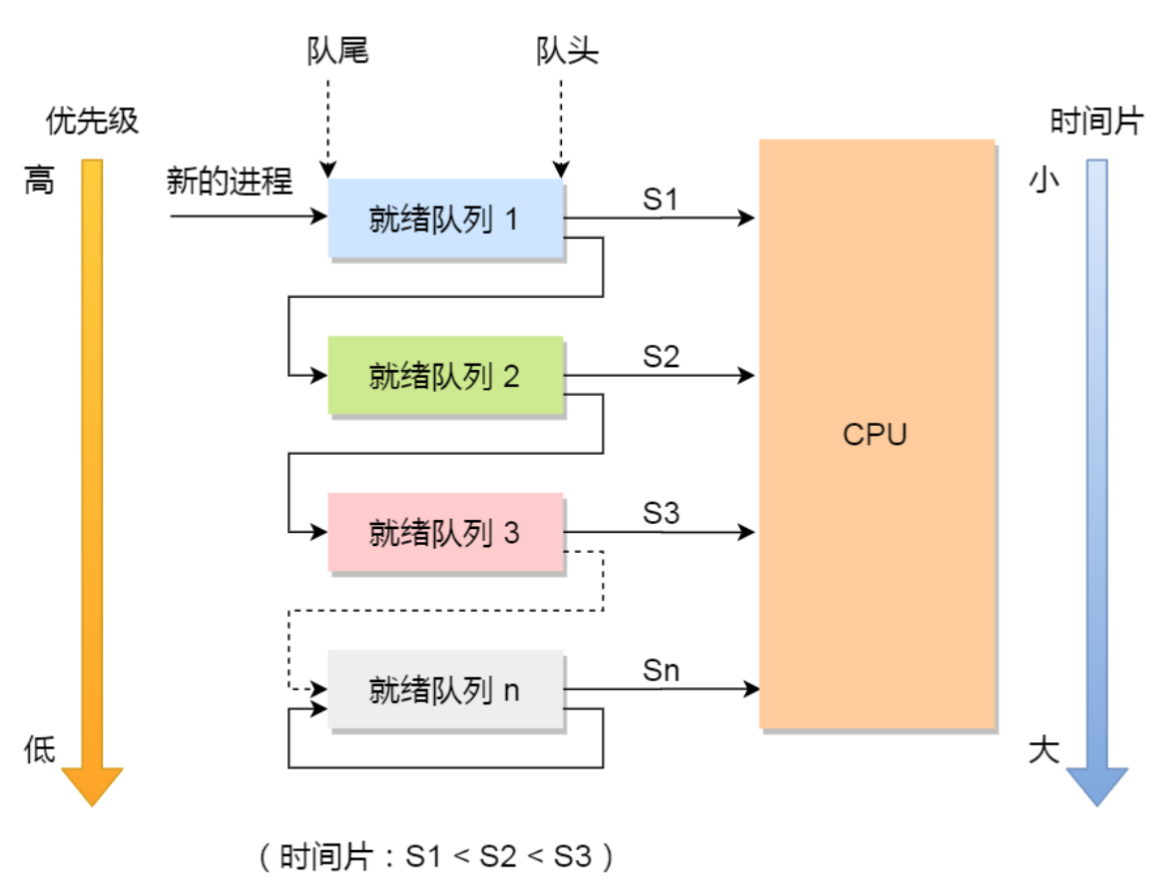 队尾
队头
优先级
时间片
高
新的进程
小
就绪队列 1
S1
就绪队列 2
S2
CPU
就绪队列 3
S3
就绪队列 n
Sn
低
大
（时间片：S1 < S2 < S3）